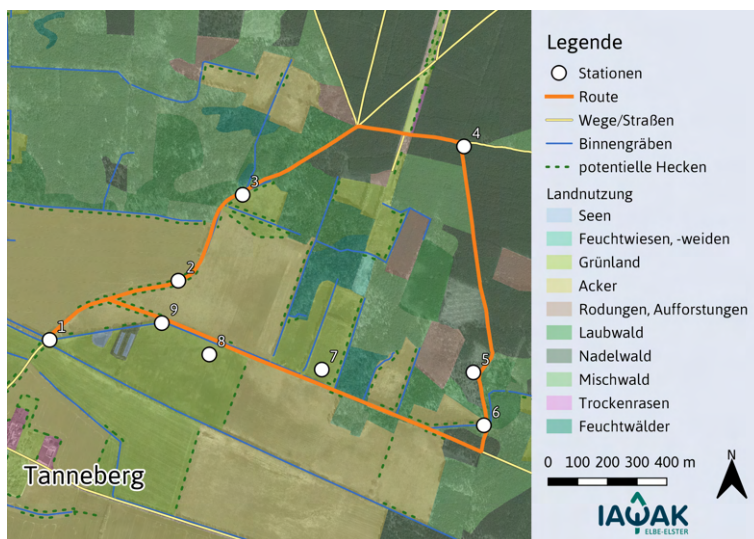 4
3
2
1
9
8
7
5
6
Tanneberg
Legende
Stationen
Route
Wege/Straßen
Binnengräben
potentielle Hecken
Landnutzung
Seen
Feuchtwiesen, -weiden
Grünland
Acker
Rodungen, Aufforstungen
Laubwald
Nadelwald
Mischwald
Trockenrasen
Feuchtwälder
0 100 200 300 400 m
N
IAWAK
ELBE-ELSTER